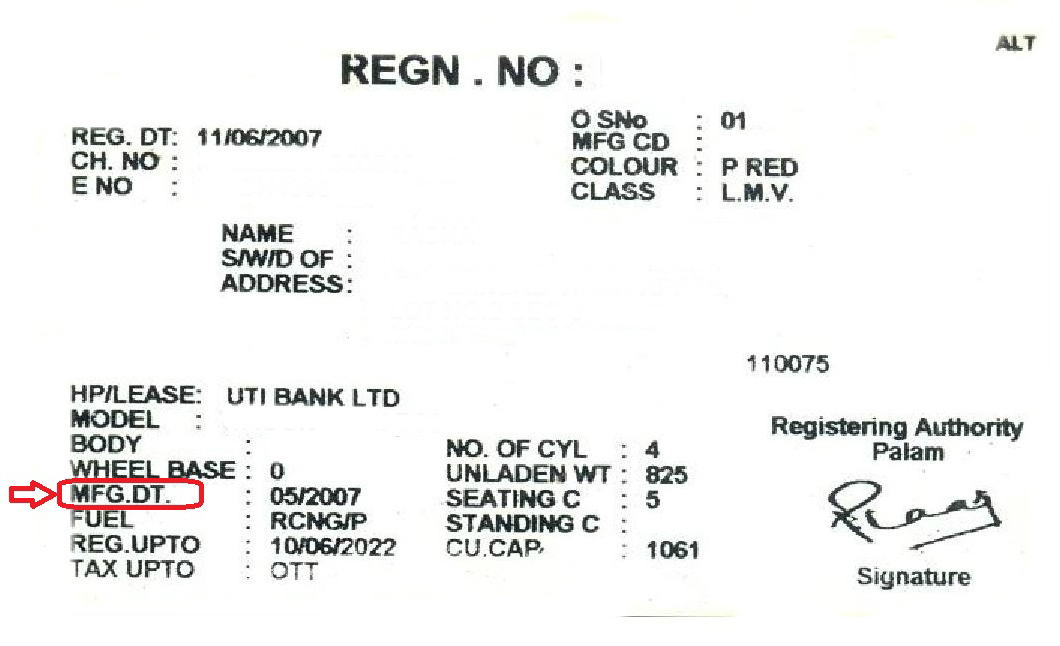 ALT
REGN . NO :
REG. DT: 11/06/2007
CH. NO :
E NO :
O SNo : 01
MFG CD :
COLOUR : P RED
CLASS : L.M.V.
NAME :
S/W/D OF :
ADDRESS:
110075
HP/LEASE: UTI BANK LTD
MODEL :
BODY :
WHEEL BASE : 0
MFG.DT. : 05/2007
FUEL : RCNG/P
REG.UPTO : 10/06/2022
TAX UPTO : OTT
NO. OF CYL : 4
UNLADEN WT : 825
SEATING C : 5
STANDING C :
CU.CAP : 1061
Registering Authority
Palam
Signature